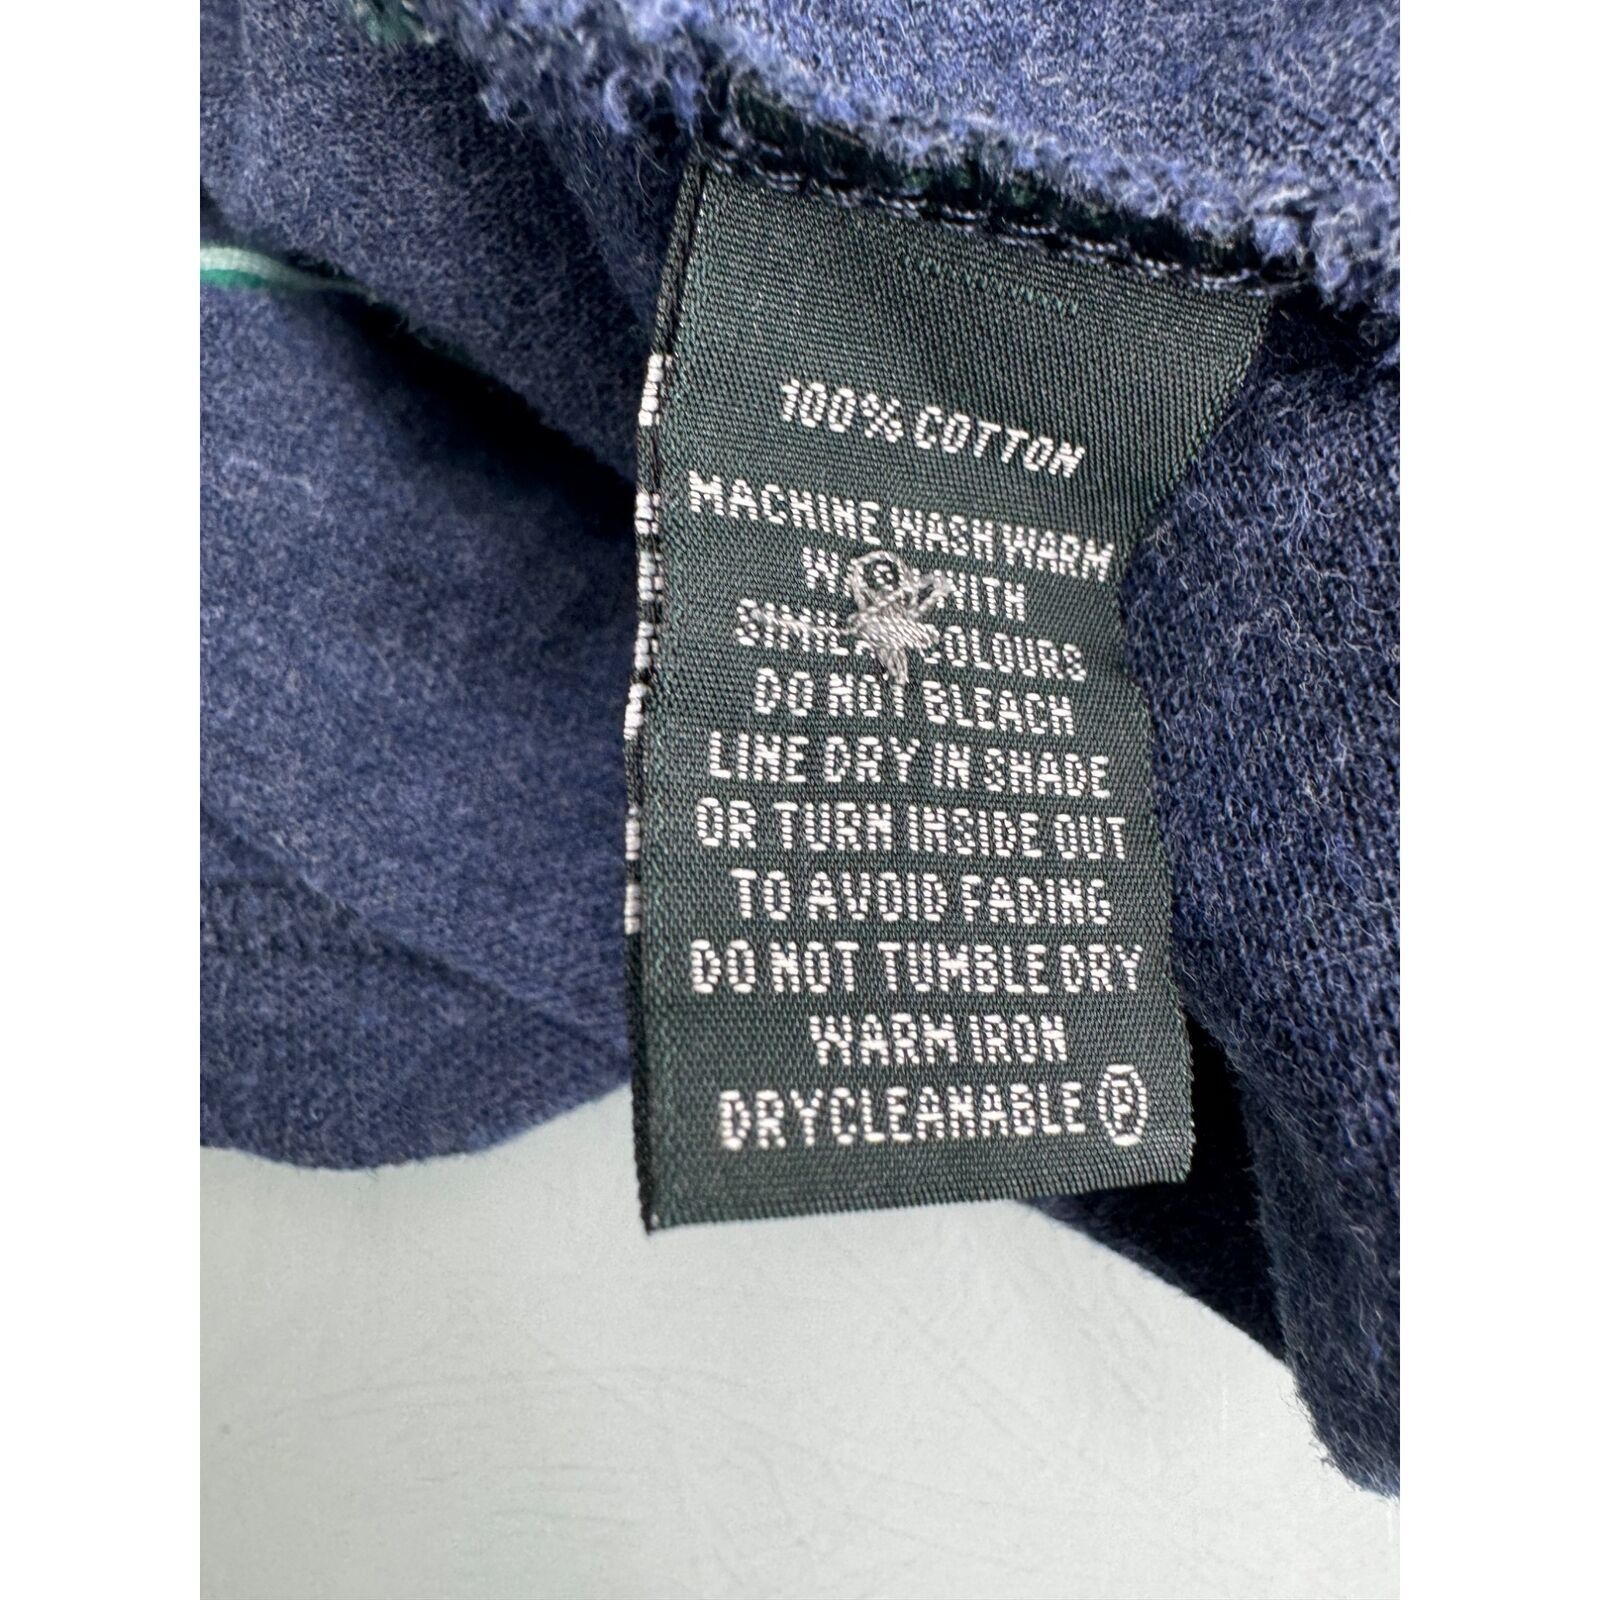 100% COTTON
MACHINE WASH WARM
WITH
COLOURS
DO NOT BLEACH
LINE DRY IN SHADE
OR TURN INSIDE OUT
TO AVOID FADING
DO NOT TUMBLE DRY
WARM IRON
DRYCLEANABLE Ⓟ